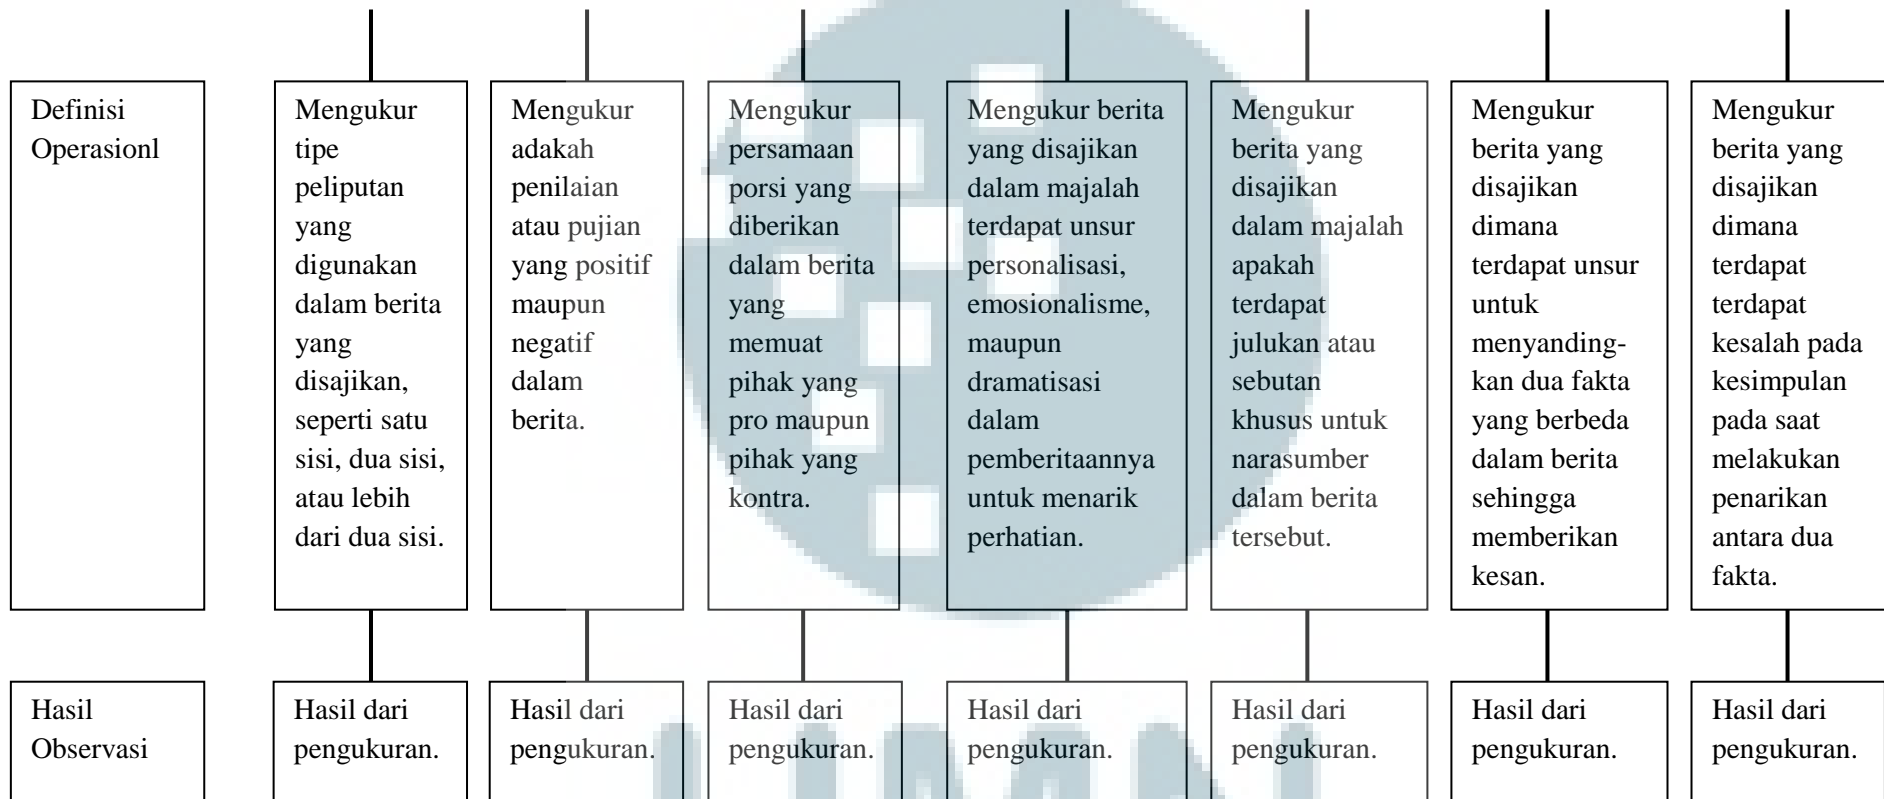 Definisi
Operasionl
Mengukur
tipe
peliputan
yang
digunakan
dalam berita
yang
disajikan,
seperti satu
sisi, dua sisi,
atau lebih
dari dua sisi.
Mengukur
adakah
penilaian
atau pujian
yang positif
maupun
negatif
dalam
berita.
Mengukur
persamaan
porsi yang
diberikan
dalam berita
yang
memuat
pihak yang
pro maupun
pihak yang
kontra.
Mengukur berita
yang disajikan
dalam majalah
terdapat unsur
personalisasi,
emosionalisme,
maupun
dramatisasi
dalam
pemberitaannya
untuk menarik
perhatian.
Mengukur
berita yang
disajikan
dalam majalah
apakah
terdapat
julukan atau
sebutan
khusus untuk
narasumber
dalam berita
tersebut.
Mengukur
berita yang
disajikan
dimana
terdapat unsur
untuk
menyanding-
kan dua fakta
yang berbeda
dalam berita
sehingga
memberikan
kesan.
Mengukur
berita yang
disajikan
dimana
terdapat
terdapat
kesalah pada
kesimpulan
pada saat
melakukan
penarikan
antara dua
fakta.
Hasil
Observasi
Hasil dari
pengukuran.
Hasil dari
pengukuran.
Hasil dari
pengukuran.
Hasil dari
pengukuran.
Hasil dari
pengukuran.
Hasil dari
pengukuran.
Hasil dari
pengukuran.